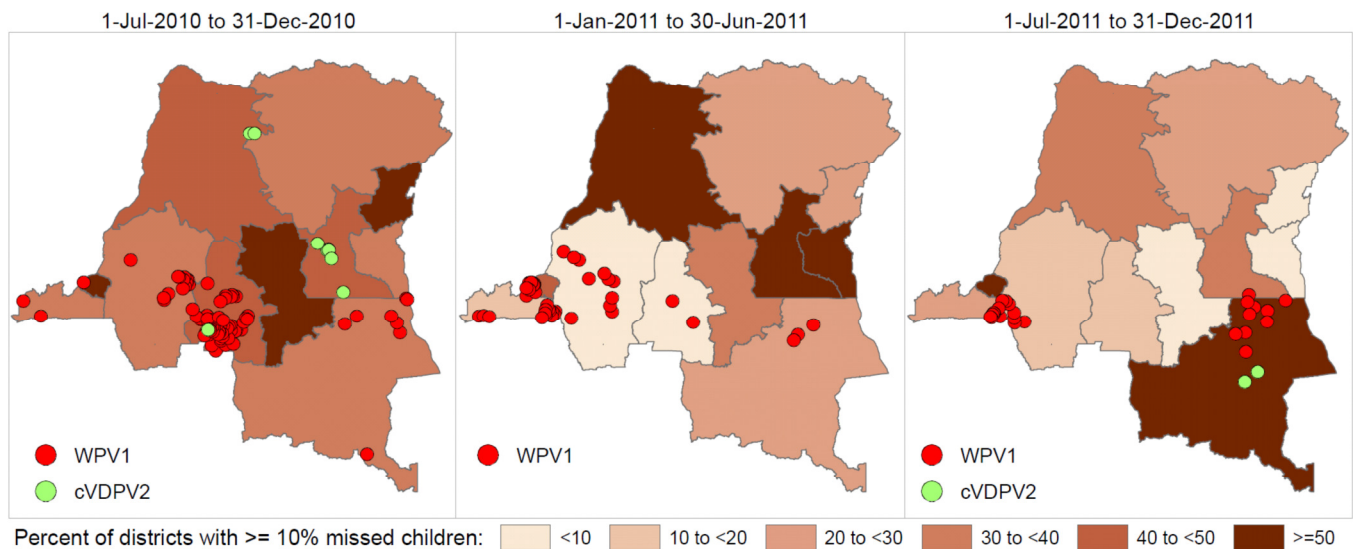 1-Jul-2010 to 31-Dec-2010
1-Jan-2011 to 30-Jun-2011
1-Jul-2011 to 31-Dec-2011
WPV1
cVDPV2
WPV1
WPV1
cVDPV2
Percent of districts with >= 10% missed children: <10 10 to <20 20 to <30 30 to <40 40 to <50 >=50